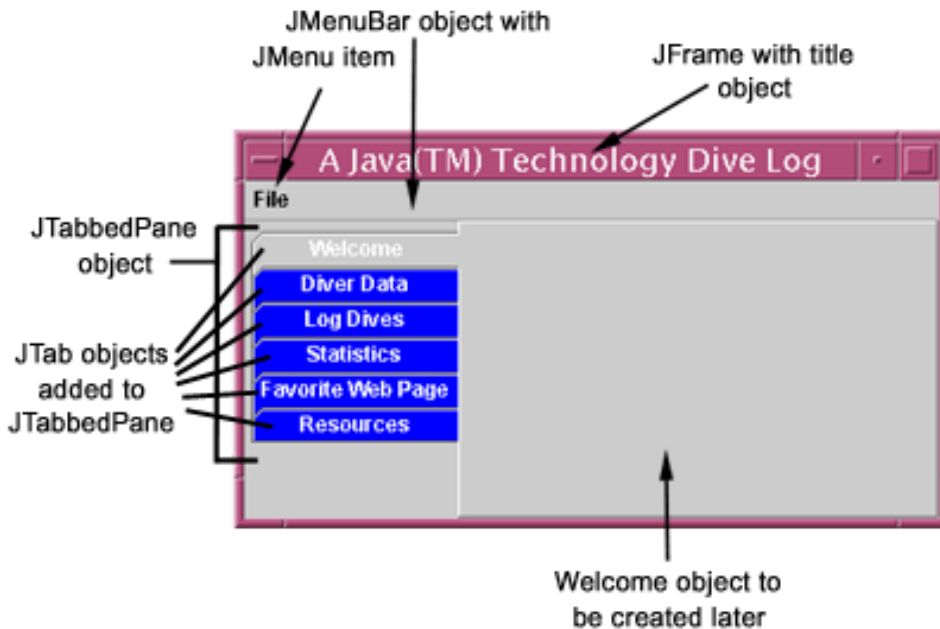 JMenuBar object with
JMenu item
JFrame with title
object
A Java(TM) Technology Dive Log
File
JTabbedPane
object
Welcome
Diver Data
Log Dives
Statistics
Favorite Web Page
Resources
JTab objects
added to
JTabbedPane
Welcome object to
be created later